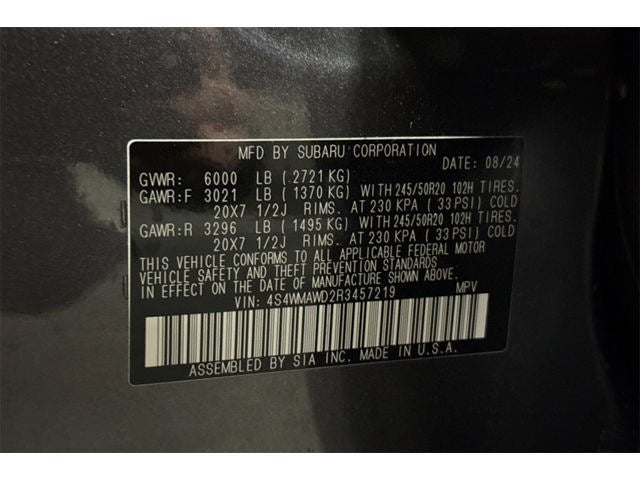 MFD BY SUBARU CORPORATION
DATE: 08/24
GVWR: 6000 LB ( 2721 KG)
GAWR:F 3021 LB ( 1370 KG) WITH 245/50R20 102H TIRES.
20X7 1/2J RIMS. AT 230 KPA ( 33 PSI) COLD
GAWR:R 3296 LB ( 1495 KG) WITH 245/50R20 102H TIRES.
20X7 1/2J RIMS. AT 230 KPA ( 33 PSI) COLD
THIS VEHICLE CONFORMS TO ALL APPLICABLE FEDERAL MOTOR
VEHICLE SAFETY AND BUMPER STANDARDS IN
EFFECT ON THE DATE OF MANUFACTURE SHOWN ABOVE.
VIN: 4S4WMAWD2R3457219 MPV
ASSEMBLED BY SIA INC. MADE IN U.S.A.